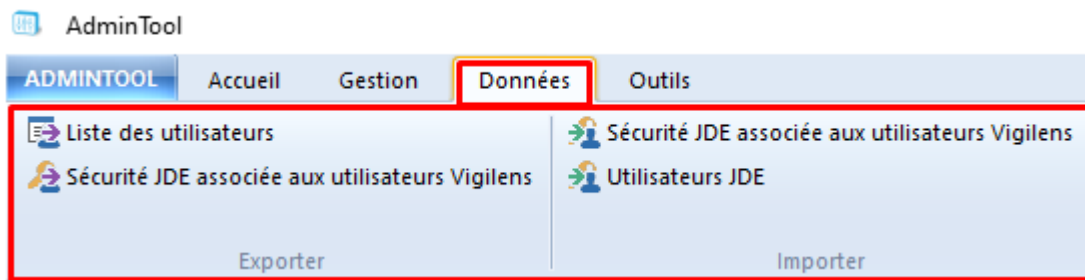 AdminTool
ADMINTOOL Accueil Gestion Données Outils
Liste des utilisateurs
Sécurité JDE associée aux utilisateurs Vigilens
Exporter
Sécurité JDE associée aux utilisateurs Vigilens
Utilisateurs JDE
Importer